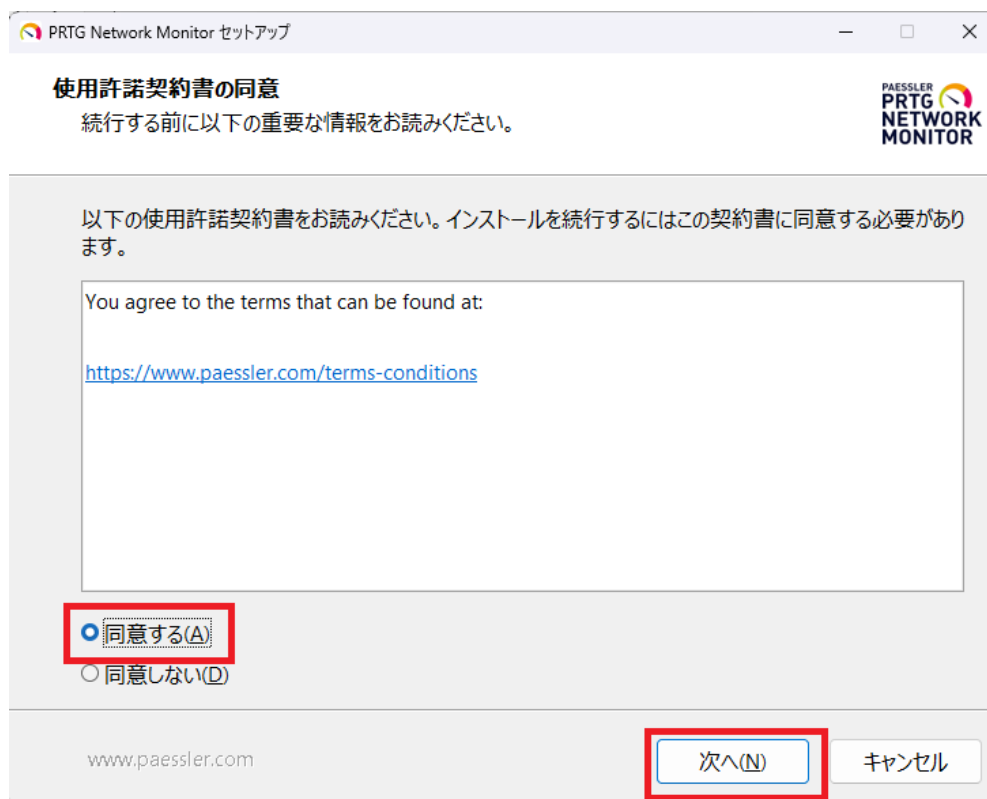 PRTG Network Monitor セットアップ
使用許諾契約書の同意
続行する前に以下の重要な情報をお読みください。
PAESSLER
PRTG
NETWORK
MONITOR
以下の使用許諾契約書をお読みください。インストールを続行するにはこの契約書に同意する必要があり
ます。
You agree to the terms that can be found at:
https://www.paessler.com/terms-conditions
同意する(A)
同意しない(D)
www.paessler.com
次へ(N)
キャンセル